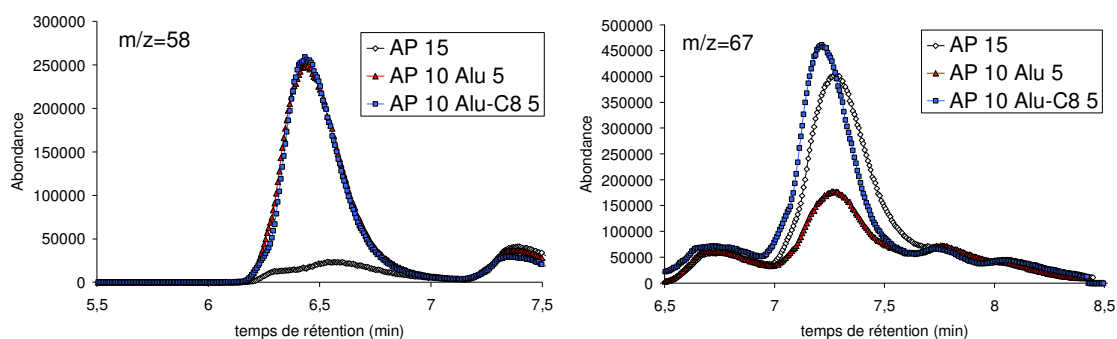 m/z=58
AP 15
AP 10 Alu 5
AP 10 Alu-C8 5
Abondance
300000
250000
200000
150000
100000
50000
0
5,5 6 6,5 7 7,5
temps de rétention (min)
m/z=67
AP 15
AP 10 Alu 5
AP 10 Alu-C8 5
Abondance
500000
450000
400000
350000
300000
250000
200000
150000
100000
50000
0
6,5 7 7,5 8 8,5
temps de rétention (min)